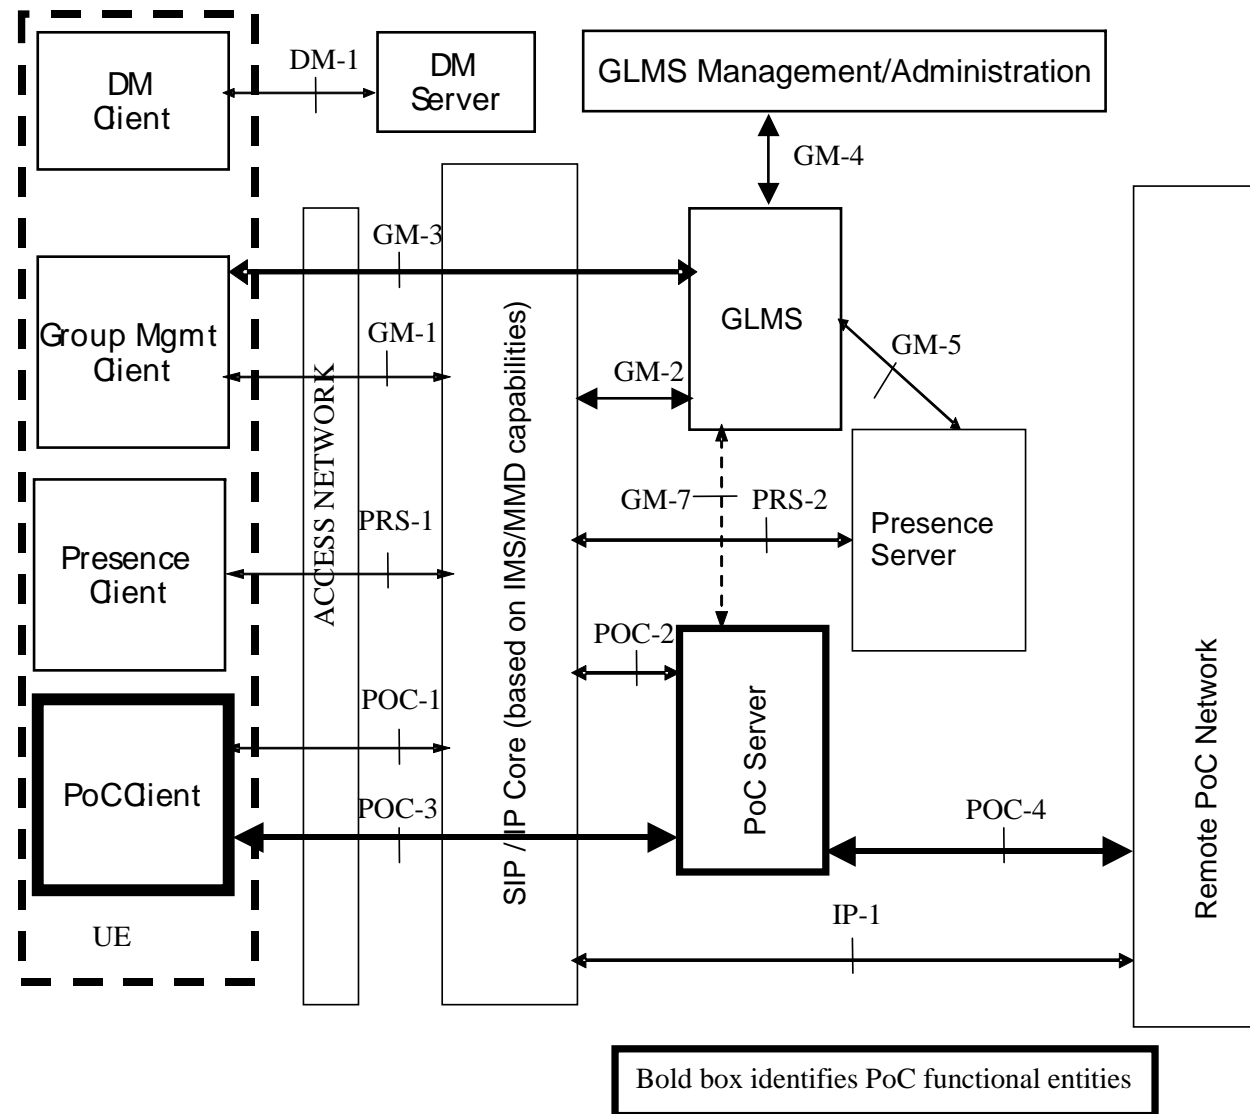 DM
Client
DM-1
DM
Server
GLMS Management/Administration
GM-4
GM-3
Group Mgmt
Client
GM-1
GLMS
GM-5
GM-2
ACCESS NETWORK
SIP / IP Core (based on IMS/MMD capabilities)
GM-7
PRS-2
Presence
Server
PRS-1
Presence
Client
POC-2
POC-1
PoC Server
Remote PoC Network
PoCClient
POC-3
POC-4
IP-1
UE
Bold box identifies PoC functional entities